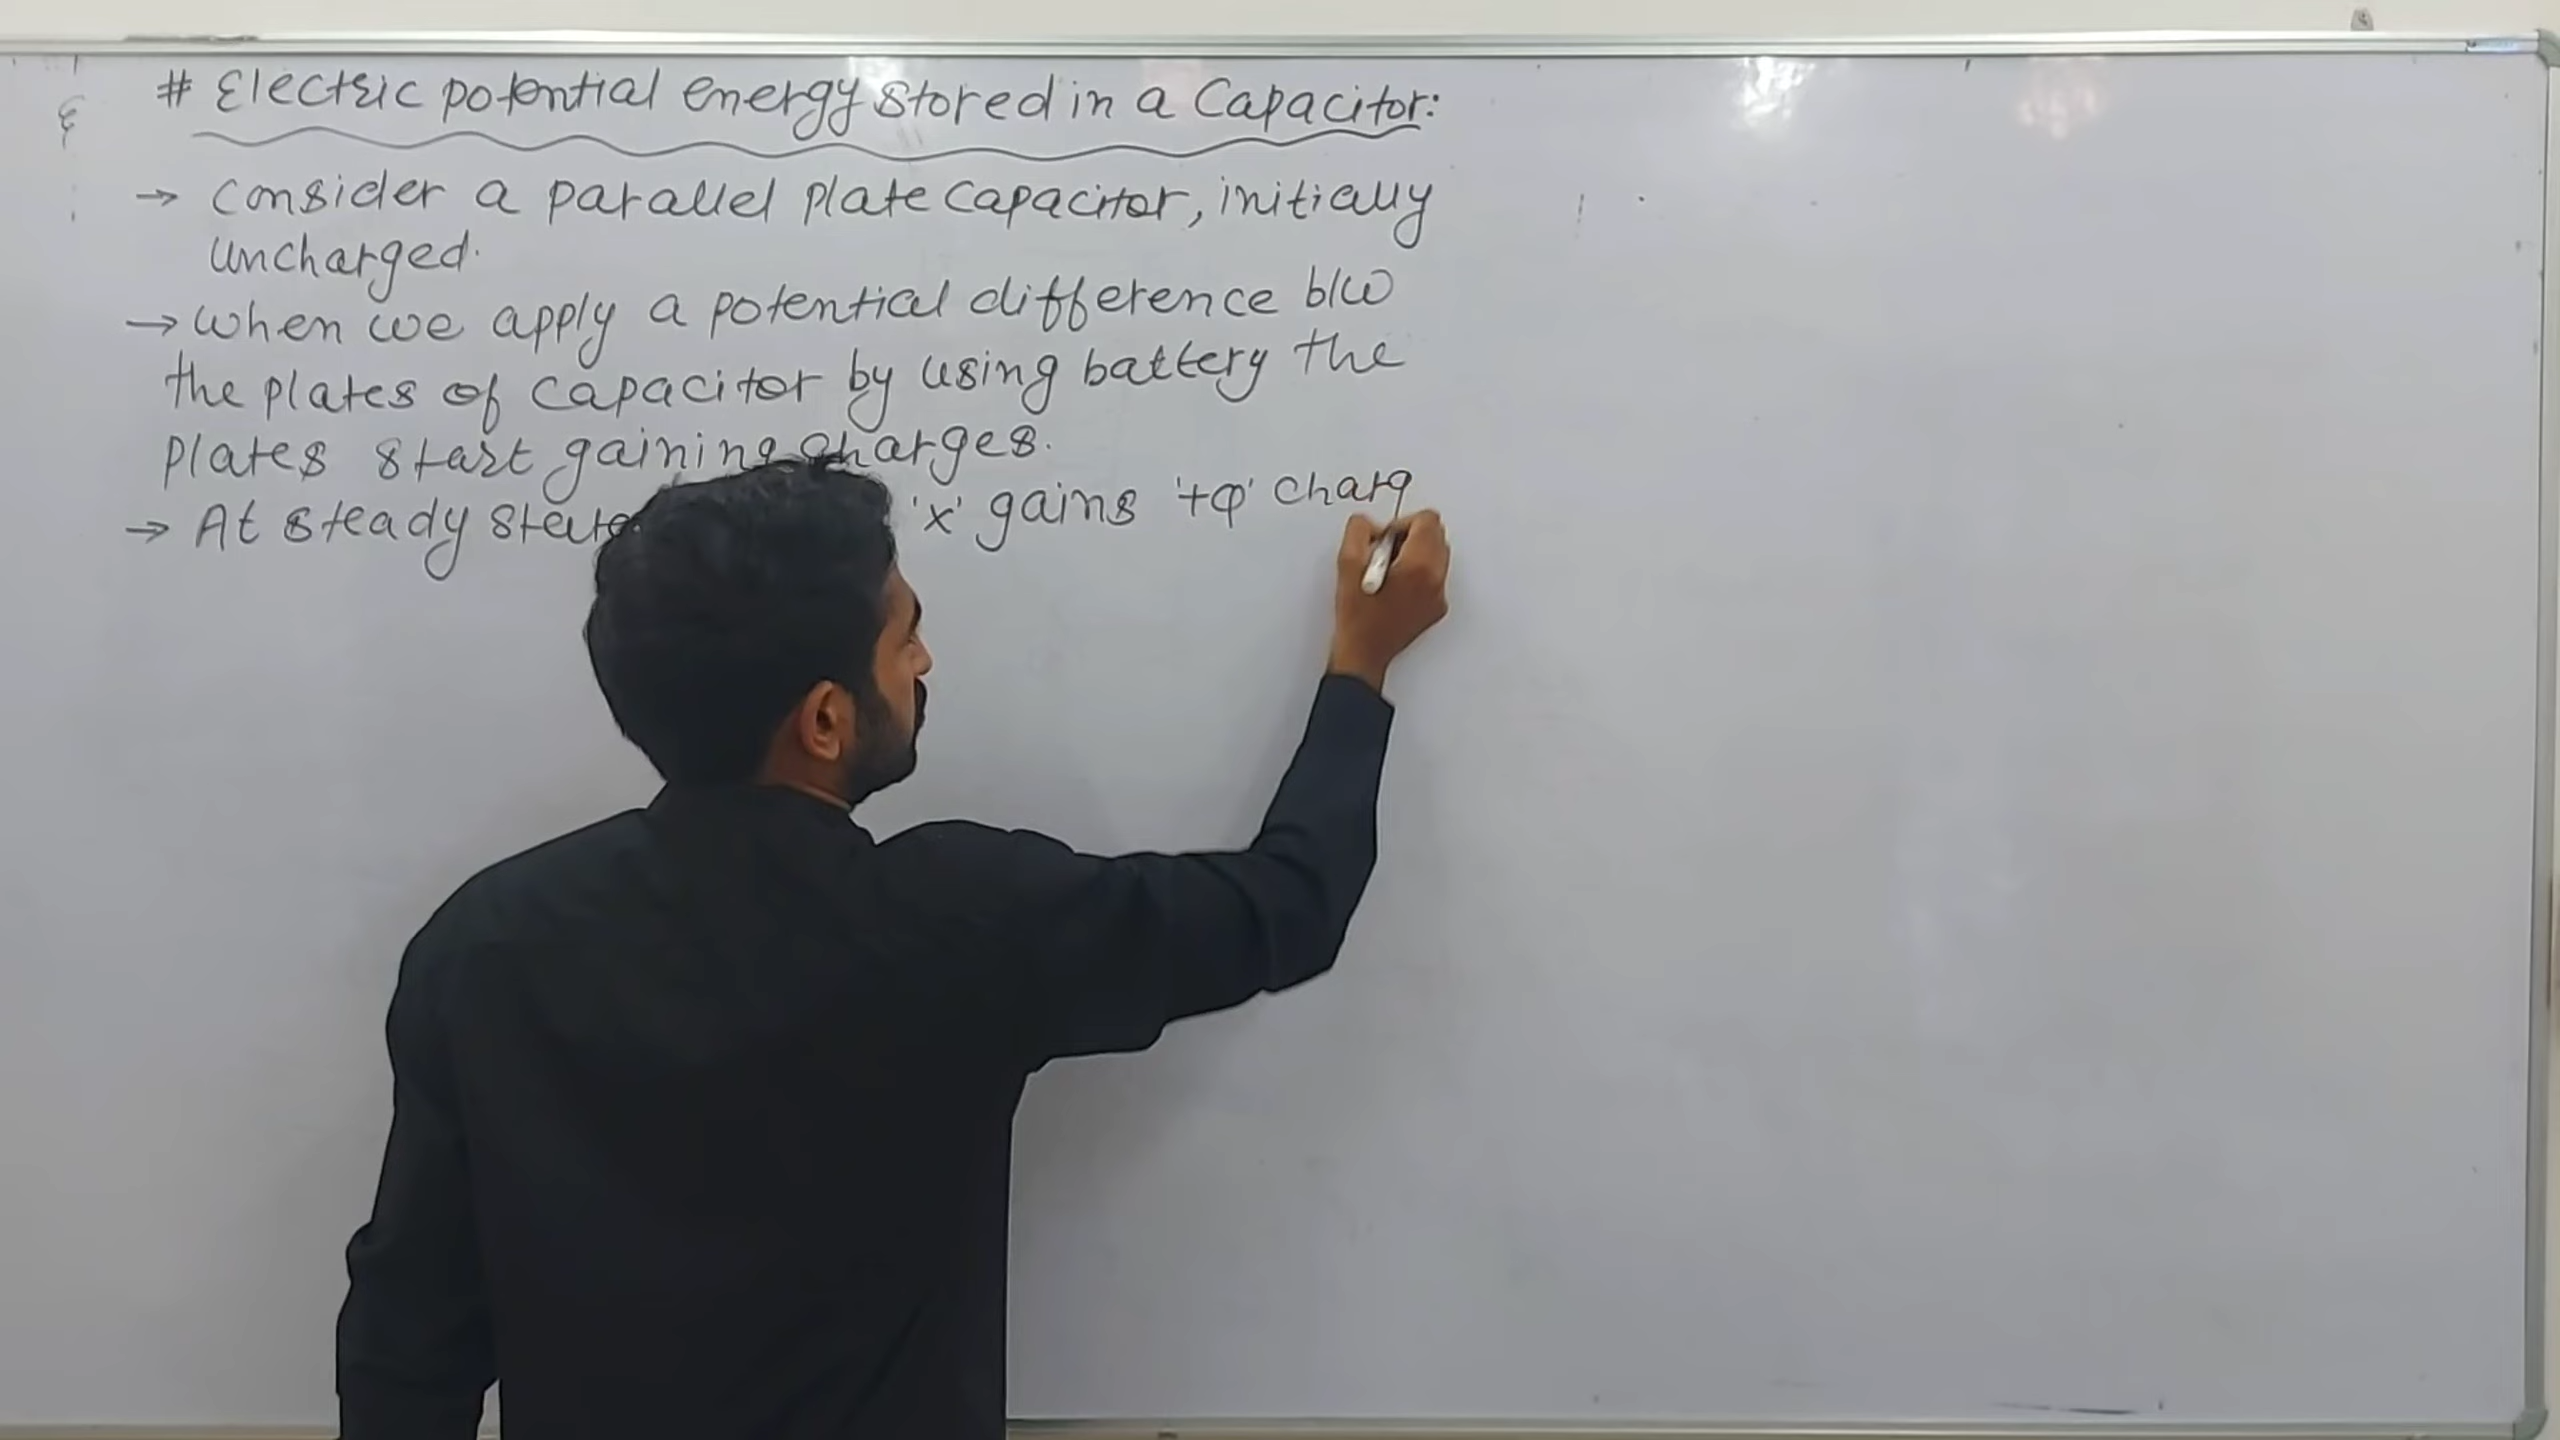 # Electric potential energy stored in a Capacitor:
→ Consider a parallel plate capacitor, initially
uncharged.
→ When we apply a potential difference b/w
the plates of capacitor by using battery the
plates start gaining charges.
→ At steady state 'x' gains '+Q' charg